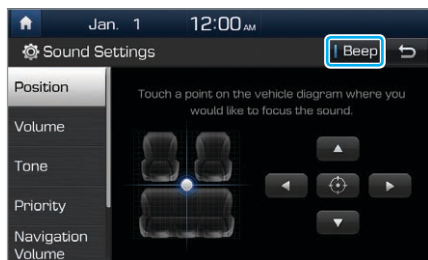 Jan. 1 12:00 AM
Sound Settings
Beep
Position
Touch a point on the vehicle diagram where you
would like to focus the sound.
Volume
Tone
Priority
Navigation
Volume